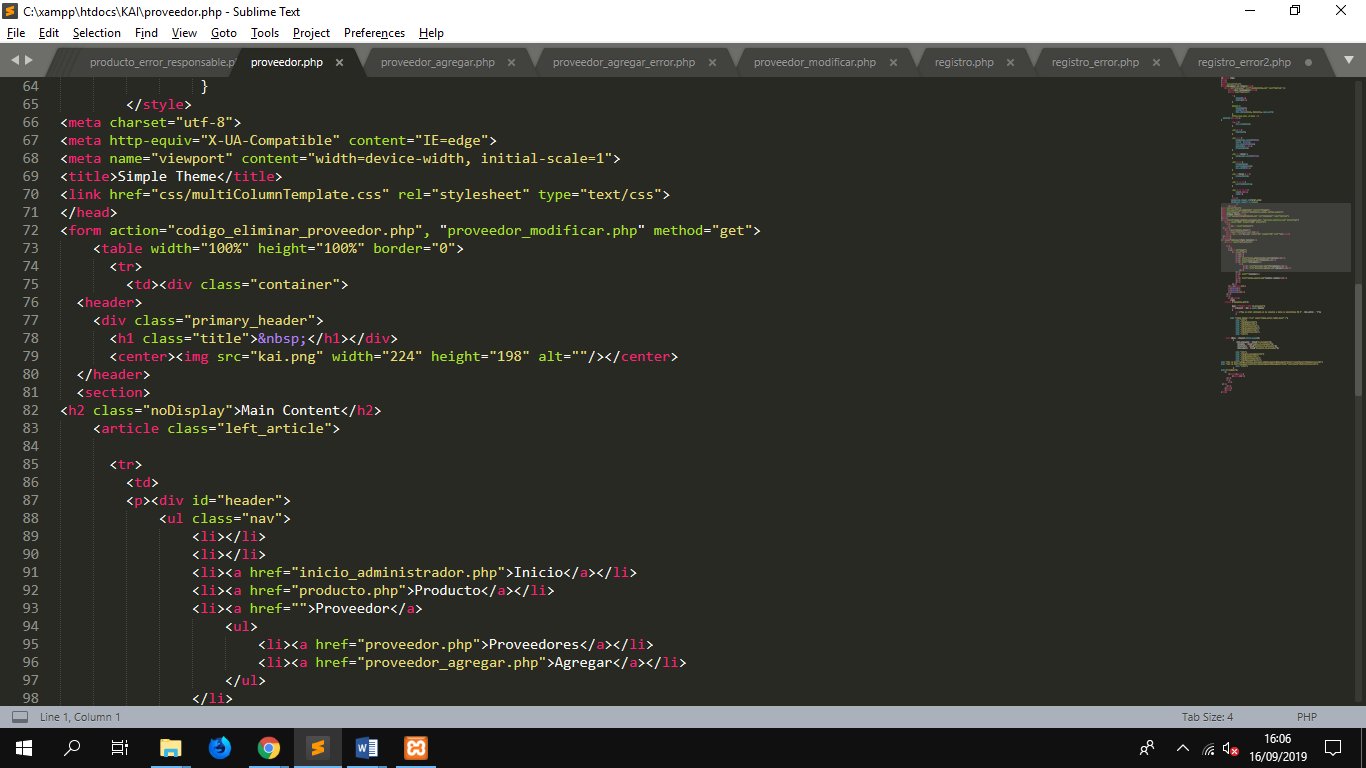 C:\xampp\htdocs\KAI\proveedor.php - Sublime Text
File Edit Selection Find View Goto Tools Project Preferences Help
producto_error_responsable.p proveedor.php × proveedor_agregar.php × proveedor_agregar_error.php × proveedor_modificar.php × registro.php × registro_error.php × registro_error2.php
64 }
65 </style>
66 <meta charset="utf-8">
67 <meta http-equiv="X-UA-Compatible" content="IE=edge">
68 <meta name="viewport" content="width=device-width, initial-scale=1">
69 <title>Simple Theme</title>
70 <link href="css/multiColumnTemplate.css" rel="stylesheet" type="text/css">
71 </head>
72 <form action="codigo_eliminar_proveedor.php", "proveedor_modificar.php" method="get">
73 <table width="100%" height="100%" border="0">
74 <tr>
75 <td><div class="container">
76 <header>
77 <div class="primary_header">
78 <h1 class="title">&nbsp;</h1></div>
79 <center><img src="kai.png" width="224" height="198" alt=""/></center>
80 </header>
81 <section>
82 <h2 class="noDisplay">Main Content</h2>
83 <article class="left_article">
84
85 <tr>
86 <td>
87 <p><div id="header">
88 <ul class="nav">
89 <li></li>
90 <li></li>
91 <li><a href="inicio_administrador.php">Inicio</a></li>
92 <li><a href="producto.php">Producto</a></li>
93 <li><a href="">Proveedor</a>
94 <ul>
95 <li><a href="proveedor.php">Proveedores</a></li>
96 <li><a href="proveedor_agregar.php">Agregar</a></li>
97 </ul>
98 </li>
Line 1, Column 1 Tab Size: 4 PHP
16:06
16/09/2019